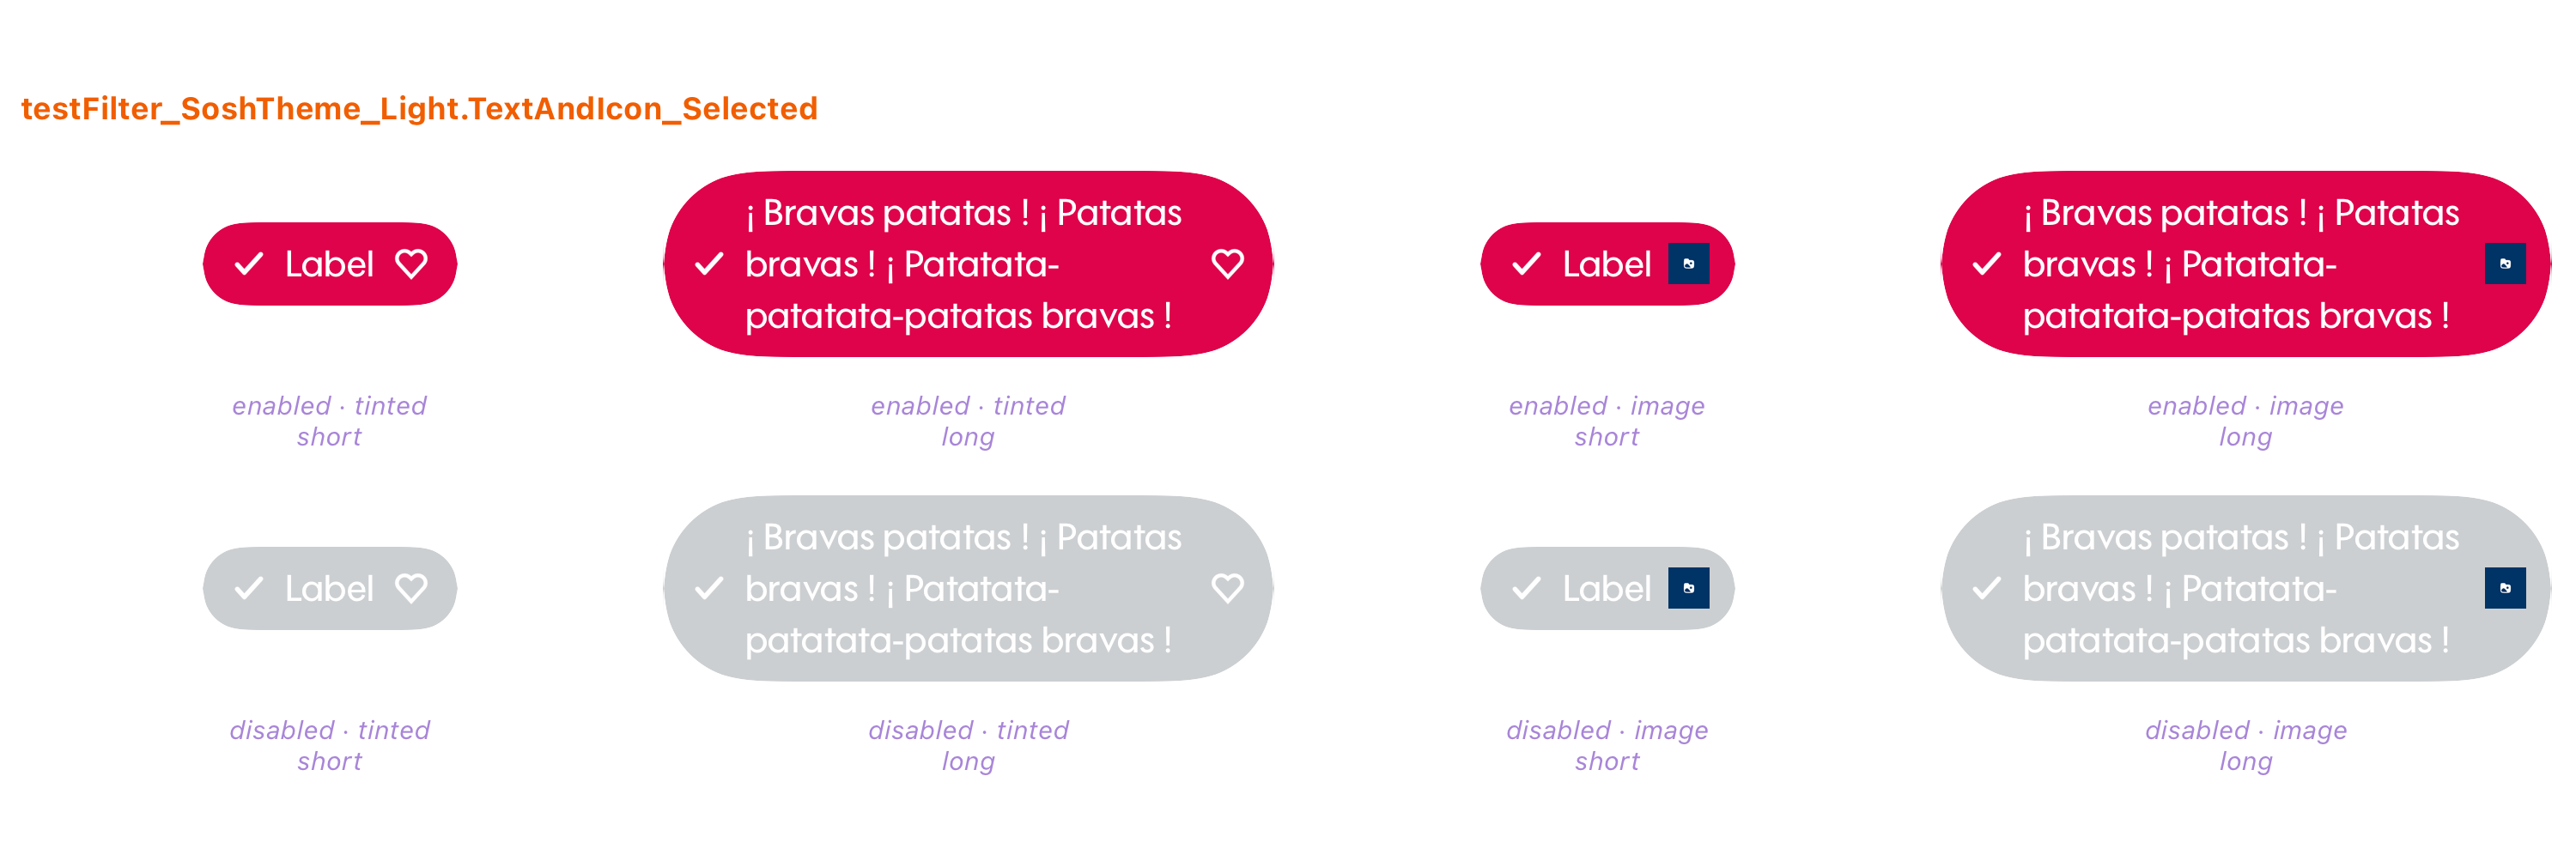 testFilter_SoshTheme_Light.TextAndIcon_Selected
Label
¡ Bravas patatas ! ¡ Patatas
bravas ! ¡ Patatata-
patatata-patatas bravas !
Label
¡ Bravas patatas ! ¡ Patatas
bravas ! ¡ Patatata-
patatata-patatas bravas !
enabled · tinted
short
enabled · tinted
long
enabled · image
short
enabled · image
long
Label
¡ Bravas patatas ! ¡ Patatas
bravas ! ¡ Patatata-
patatata-patatas bravas !
Label
¡ Bravas patatas ! ¡ Patatas
bravas ! ¡ Patatata-
patatata-patatas bravas !
disabled · tinted
short
disabled · tinted
long
disabled · image
short
disabled · image
long